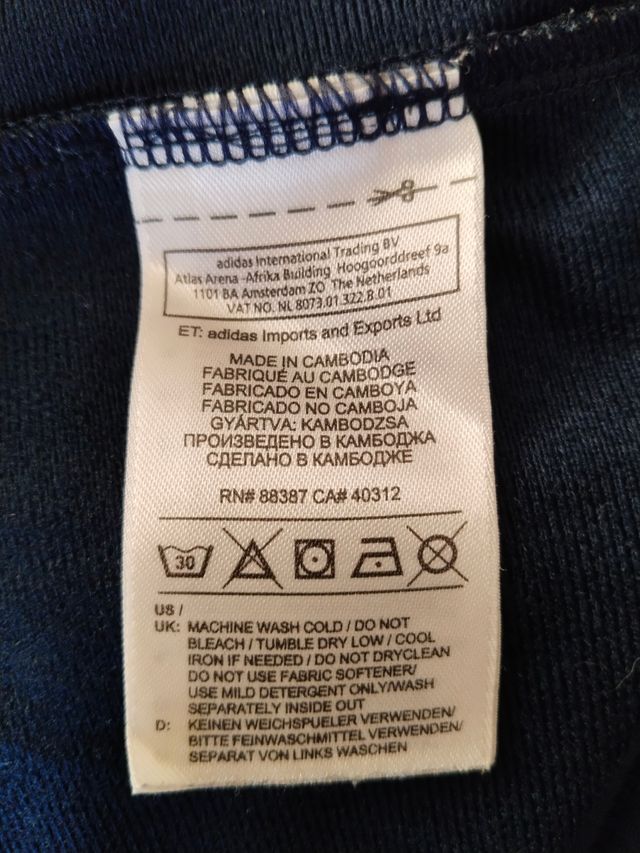 adidas International Trading BV
Atlas Arena -Afrika Building Hoogoorddreef 9a
1101 BA Amsterdam ZO The Netherlands
VAT NO. NL 8073.01.322.B.01
ET: adidas Imports and Exports Ltd
MADE IN CAMBODIA
FABRIQUÉ AU CAMBODGE
FABRICADO EN CAMBOYA
FABRICADO NO CAMBOJA
GYÁRTVA: KAMBODZSA
ПРОИЗВЕДЕНО В КАМБОДЖА
СДЕЛАНО В КАМБОДЖЕ
RN# 88387 CA# 40312
30
US /
UK: MACHINE WASH COLD / DO NOT
BLEACH / TUMBLE DRY LOW / COOL
IRON IF NEEDED / DO NOT DRYCLEAN
DO NOT USE FABRIC SOFTENER/
USE MILD DETERGENT ONLY/WASH
SEPARATELY INSIDE OUT
D: KEINEN WEICHSPUELER VERWENDEN/
BITTE FEINWASCHMITTEL VERWENDEN/
SEPARAT VON LINKS WASCHEN